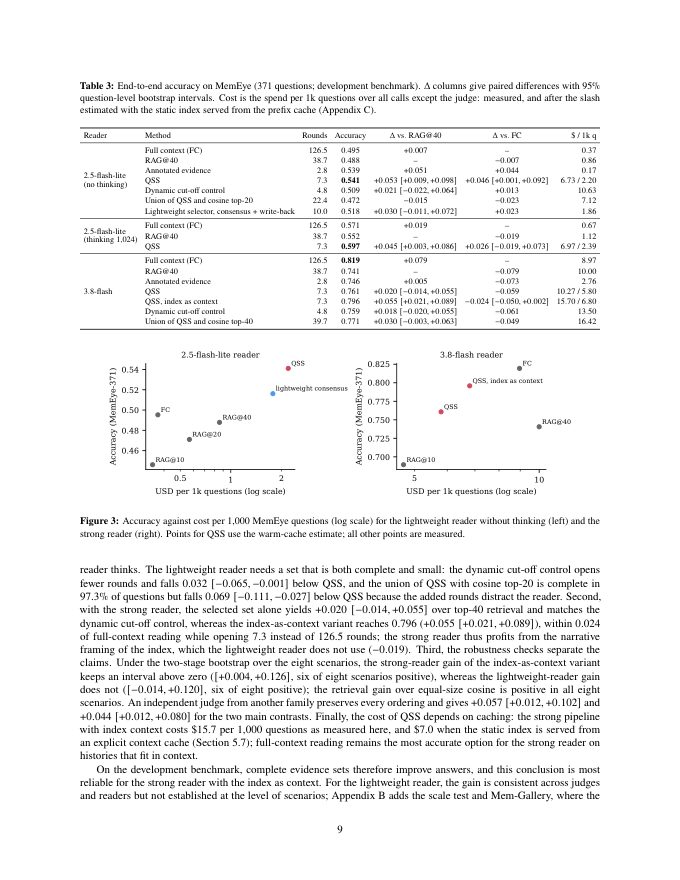 Table 3: End-to-end accuracy on MemEye (371 questions; development benchmark). Δ columns give paired differences with 95%
question-level bootstrap intervals. Cost is the spend per 1k questions over all calls except the judge: measured, and after the slash
estimated with the static index served from the prefix cache (Appendix C).
Reader Method Rounds Accuracy Δ vs. RAG@40 Δ vs. FC $ / 1k q
2.5-flash-lite
(no thinking)
Full context (FC) 126.5 0.495 +0.007 – 0.37
RAG@40 38.7 0.488 – −0.007 0.86
Annotated evidence 2.8 0.539 +0.051 +0.044 0.17
QSS 7.3 0.541 +0.053 [+0.009, +0.098] +0.046 [+0.001, +0.092] 6.73 / 2.20
Dynamic cut-off control 4.8 0.509 +0.021 [−0.022, +0.064] +0.013 10.63
Union of QSS and cosine top-20 22.4 0.472 −0.015 −0.023 7.12
Lightweight selector, consensus + write-back 10.0 0.518 +0.030 [−0.011, +0.072] +0.023 1.86
2.5-flash-lite
(thinking 1,024)
Full context (FC) 126.5 0.571 +0.019 – 0.67
RAG@40 38.7 0.552 – −0.019 1.12
QSS 7.3 0.597 +0.045 [+0.003, +0.086] +0.026 [−0.019, +0.073] 6.97 / 2.39
3.8-flash
Full context (FC) 126.5 0.819 +0.079 – 8.97
RAG@40 38.7 0.741 – −0.079 10.00
Annotated evidence 2.8 0.746 +0.005 −0.073 2.76
QSS 7.3 0.761 +0.020 [−0.014, +0.055] −0.059 10.27 / 5.80
QSS, index as context 7.3 0.796 +0.055 [+0.021, +0.089] −0.024 [−0.050, +0.002] 15.70 / 6.80
Dynamic cut-off control 4.8 0.759 +0.018 [−0.020, +0.055] −0.061 13.50
Union of QSS and cosine top-40 39.7 0.771 +0.030 [−0.003, +0.063] −0.049 16.42
2.5-flash-lite reader
Accuracy (MemEye-371)
0.54
0.52
0.50
0.48
0.46
QSS
lightweight consensus
FC
RAG@40
RAG@20
RAG@10
0.5 1 2
USD per 1k questions (log scale)
3.8-flash reader
Accuracy (MemEye-371)
0.825
0.800
0.775
0.750
0.725
0.700
FC
QSS, index as context
QSS
RAG@40
RAG@10
5 10
USD per 1k questions (log scale)
Figure 3: Accuracy against cost per 1,000 MemEye questions (log scale) for the lightweight reader without thinking (left) and the
strong reader (right). Points for QSS use the warm-cache estimate; all other points are measured.
reader thinks. The lightweight reader needs a set that is both complete and small: the dynamic cut-off control opens
fewer rounds and falls 0.032 [−0.065, −0.001] below QSS, and the union of QSS with cosine top-20 is complete in
97.3% of questions but falls 0.069 [−0.111, −0.027] below QSS because the added rounds distract the reader. Second,
with the strong reader, the selected set alone yields +0.020 [−0.014, +0.055] over top-40 retrieval and matches the
dynamic cut-off control, whereas the index-as-context variant reaches 0.796 (+0.055 [+0.021, +0.089]), within 0.024
of full-context reading while opening 7.3 instead of 126.5 rounds; the strong reader thus profits from the narrative
framing of the index, which the lightweight reader does not use (−0.019). Third, the robustness checks separate the
claims. Under the two-stage bootstrap over the eight scenarios, the strong-reader gain of the index-as-context variant
keeps an interval above zero ([+0.004, +0.126], six of eight scenarios positive), whereas the lightweight-reader gain
does not ([−0.014, +0.120], six of eight positive); the retrieval gain over equal-size cosine is positive in all eight
scenarios. An independent judge from another family preserves every ordering and gives +0.057 [+0.012, +0.102] and
+0.044 [+0.012, +0.080] for the two main contrasts. Finally, the cost of QSS depends on caching: the strong pipeline
with index context costs $15.7 per 1,000 questions as measured here, and $7.0 when the static index is served from
an explicit context cache (Section 5.7); full-context reading remains the most accurate option for the strong reader on
histories that fit in context.
On the development benchmark, complete evidence sets therefore improve answers, and this conclusion is most
reliable for the strong reader with the index as context. For the lightweight reader, the gain is consistent across judges
and readers but not established at the level of scenarios; Appendix B adds the scale test and Mem-Gallery, where the
9